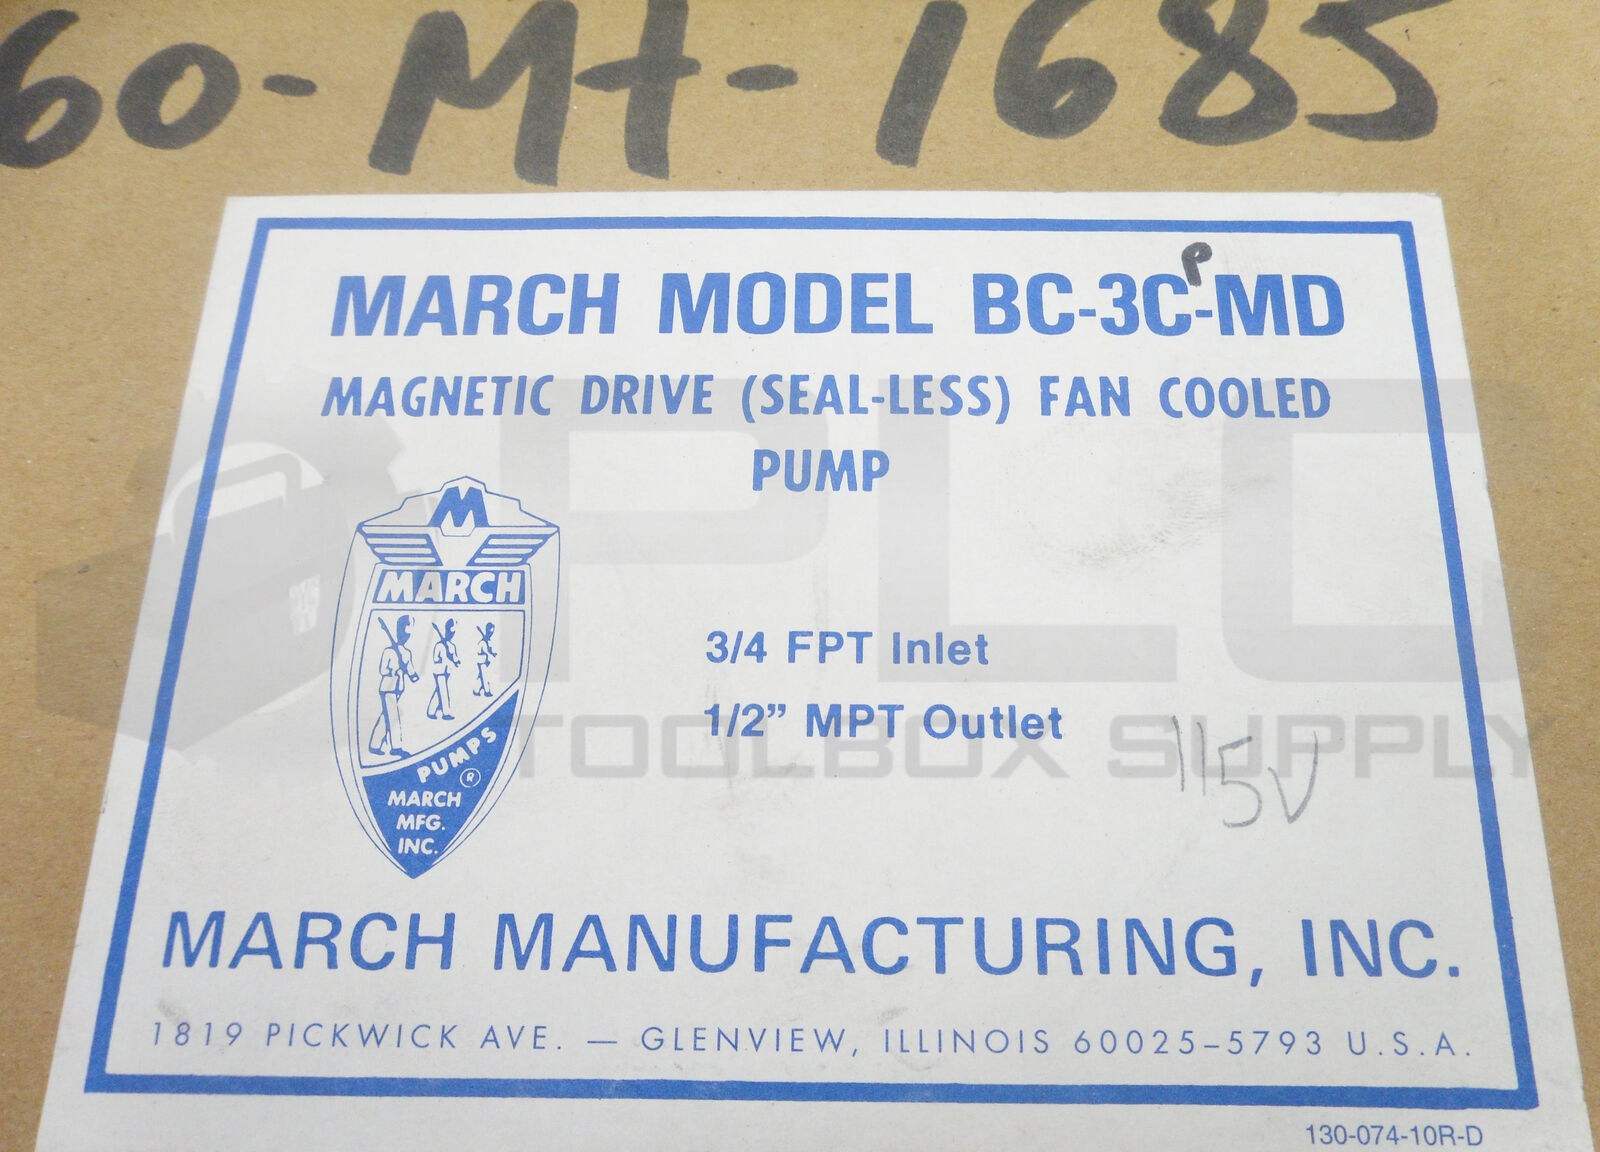 60-Mt-1685
MARCH MODEL BC-3CP-MD
MAGNETIC DRIVE (SEAL-LESS) FAN COOLED
PUMP
M
MARCH
PUMPS
®
MARCH
MFG.
INC.
3/4 FPT Inlet
1/2” MPT Outlet
115V
PLC
TOOLBOX SUPPLY
MARCH MANUFACTURING, INC.
1819 PICKWICK AVE. — GLENVIEW, ILLINOIS 60025-5793 U.S.A.
130-074-10R-D